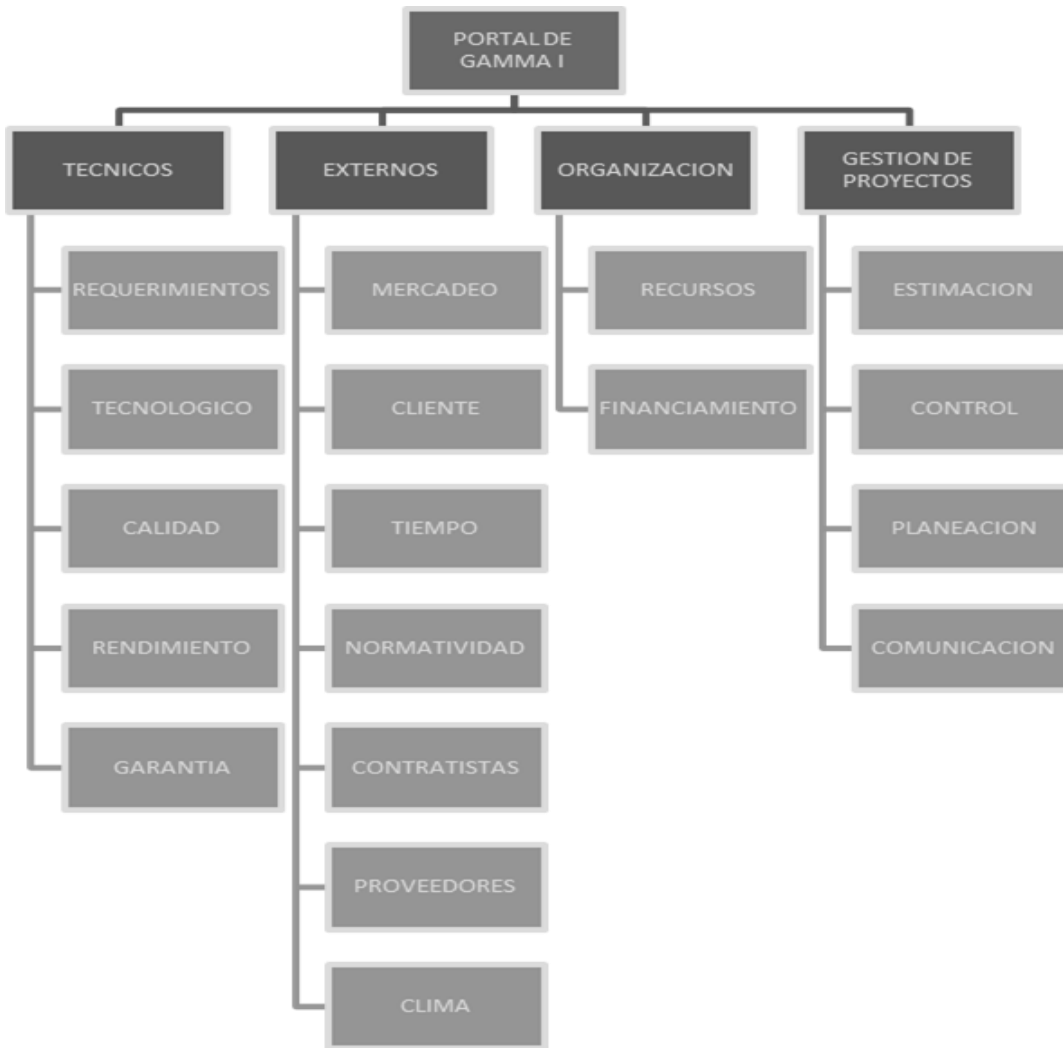 PORTAL DE
GAMMA I
TECNICOS
REQUERIMIENTOS
TECNOLOGICO
CALIDAD
RENDIMIENTO
GARANTIA
EXTERNOS
MERCADEO
CLIENTE
TIEMPO
NORMATIVIDAD
CONTRATISTAS
PROVEEDORES
CLIMA
ORGANIZACION
RECURSOS
FINANCIAMIENTO
GESTION DE
PROYECTOS
ESTIMACION
CONTROL
PLANEACION
COMUNICACION